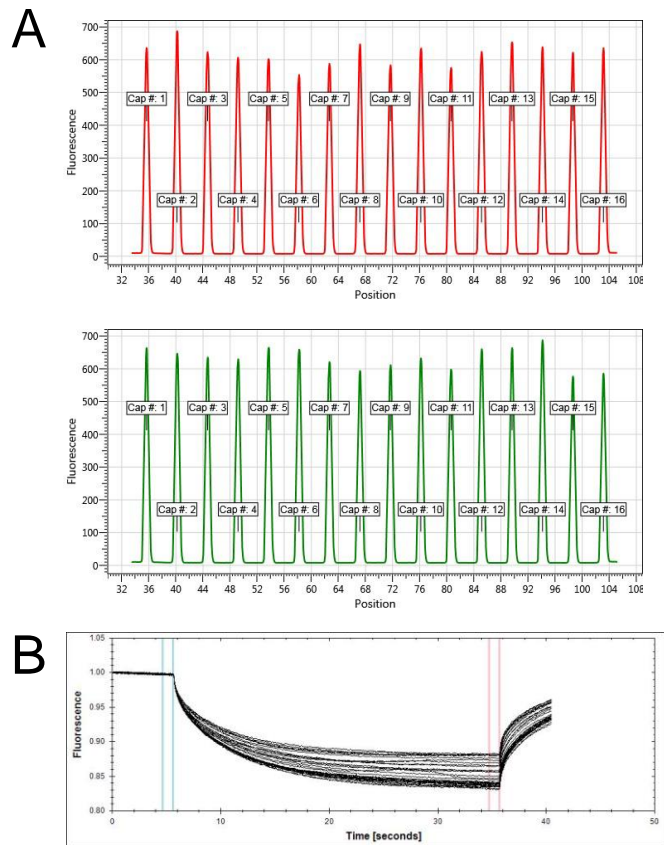 A
Fluorescence
700
600
500
400
300
200
100
0
Cap #: 1
Cap #: 3
Cap #: 5
Cap #: 7
Cap #: 9
Cap #: 11
Cap #: 13
Cap #: 15
Cap #: 2
Cap #: 4
Cap #: 6
Cap #: 8
Cap #: 10
Cap #: 12
Cap #: 14
Cap #: 16
32 36 40 44 48 52 56 60 64 68 72 76 80 84 88 92 96 100 104 108
Position
Fluorescence
700
600
500
400
300
200
100
0
Cap #: 1
Cap #: 3
Cap #: 5
Cap #: 7
Cap #: 9
Cap #: 11
Cap #: 13
Cap #: 15
Cap #: 2
Cap #: 4
Cap #: 6
Cap #: 8
Cap #: 10
Cap #: 12
Cap #: 14
Cap #: 16
32 36 40 44 48 52 56 60 64 68 72 76 80 84 88 92 96 100 104 108
Position
B
Fluorescence
1.05
1.00
0.95
0.90
0.85
0.80
0 10 20 30 40 50
Time [seconds]